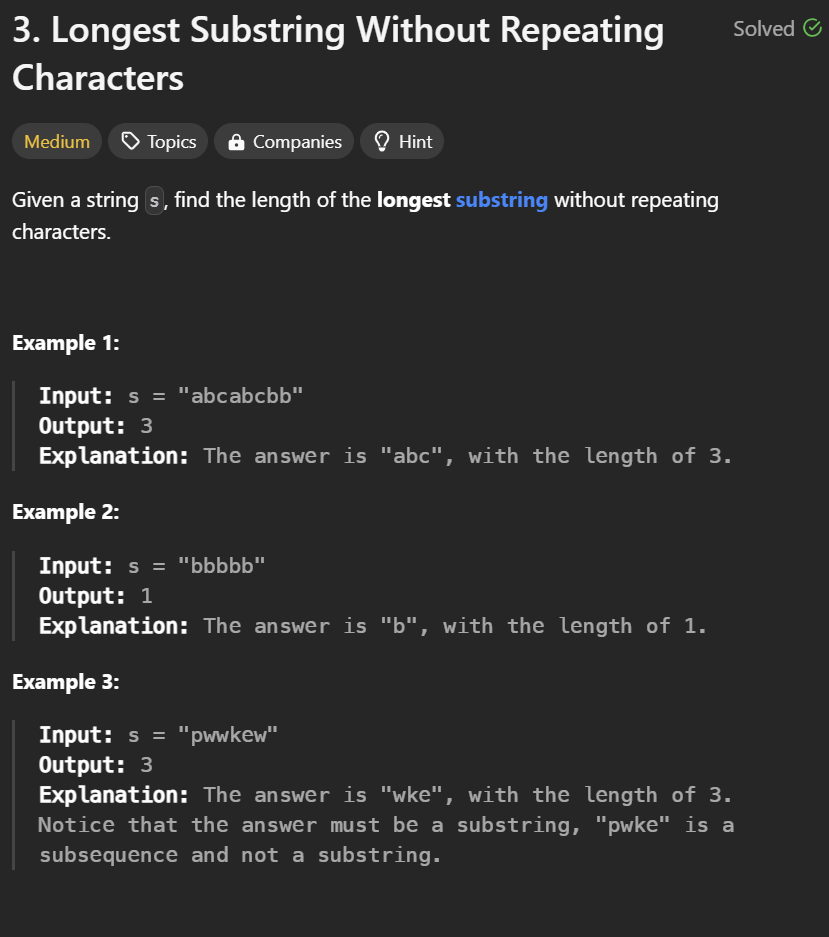 3. Longest Substring Without Repeating
Characters
Solved
Medium
Topics
Companies
Hint
Given a string s, find the length of the longest substring without repeating
characters.
Example 1:
Input: s = "abcabcbb"
Output: 3
Explanation: The answer is "abc", with the length of 3.
Example 2:
Input: s = "bbbbb"
Output: 1
Explanation: The answer is "b", with the length of 1.
Example 3:
Input: s = "pwwkew"
Output: 3
Explanation: The answer is "wke", with the length of 3.
Notice that the answer must be a substring, "pwke" is a
subsequence and not a substring.